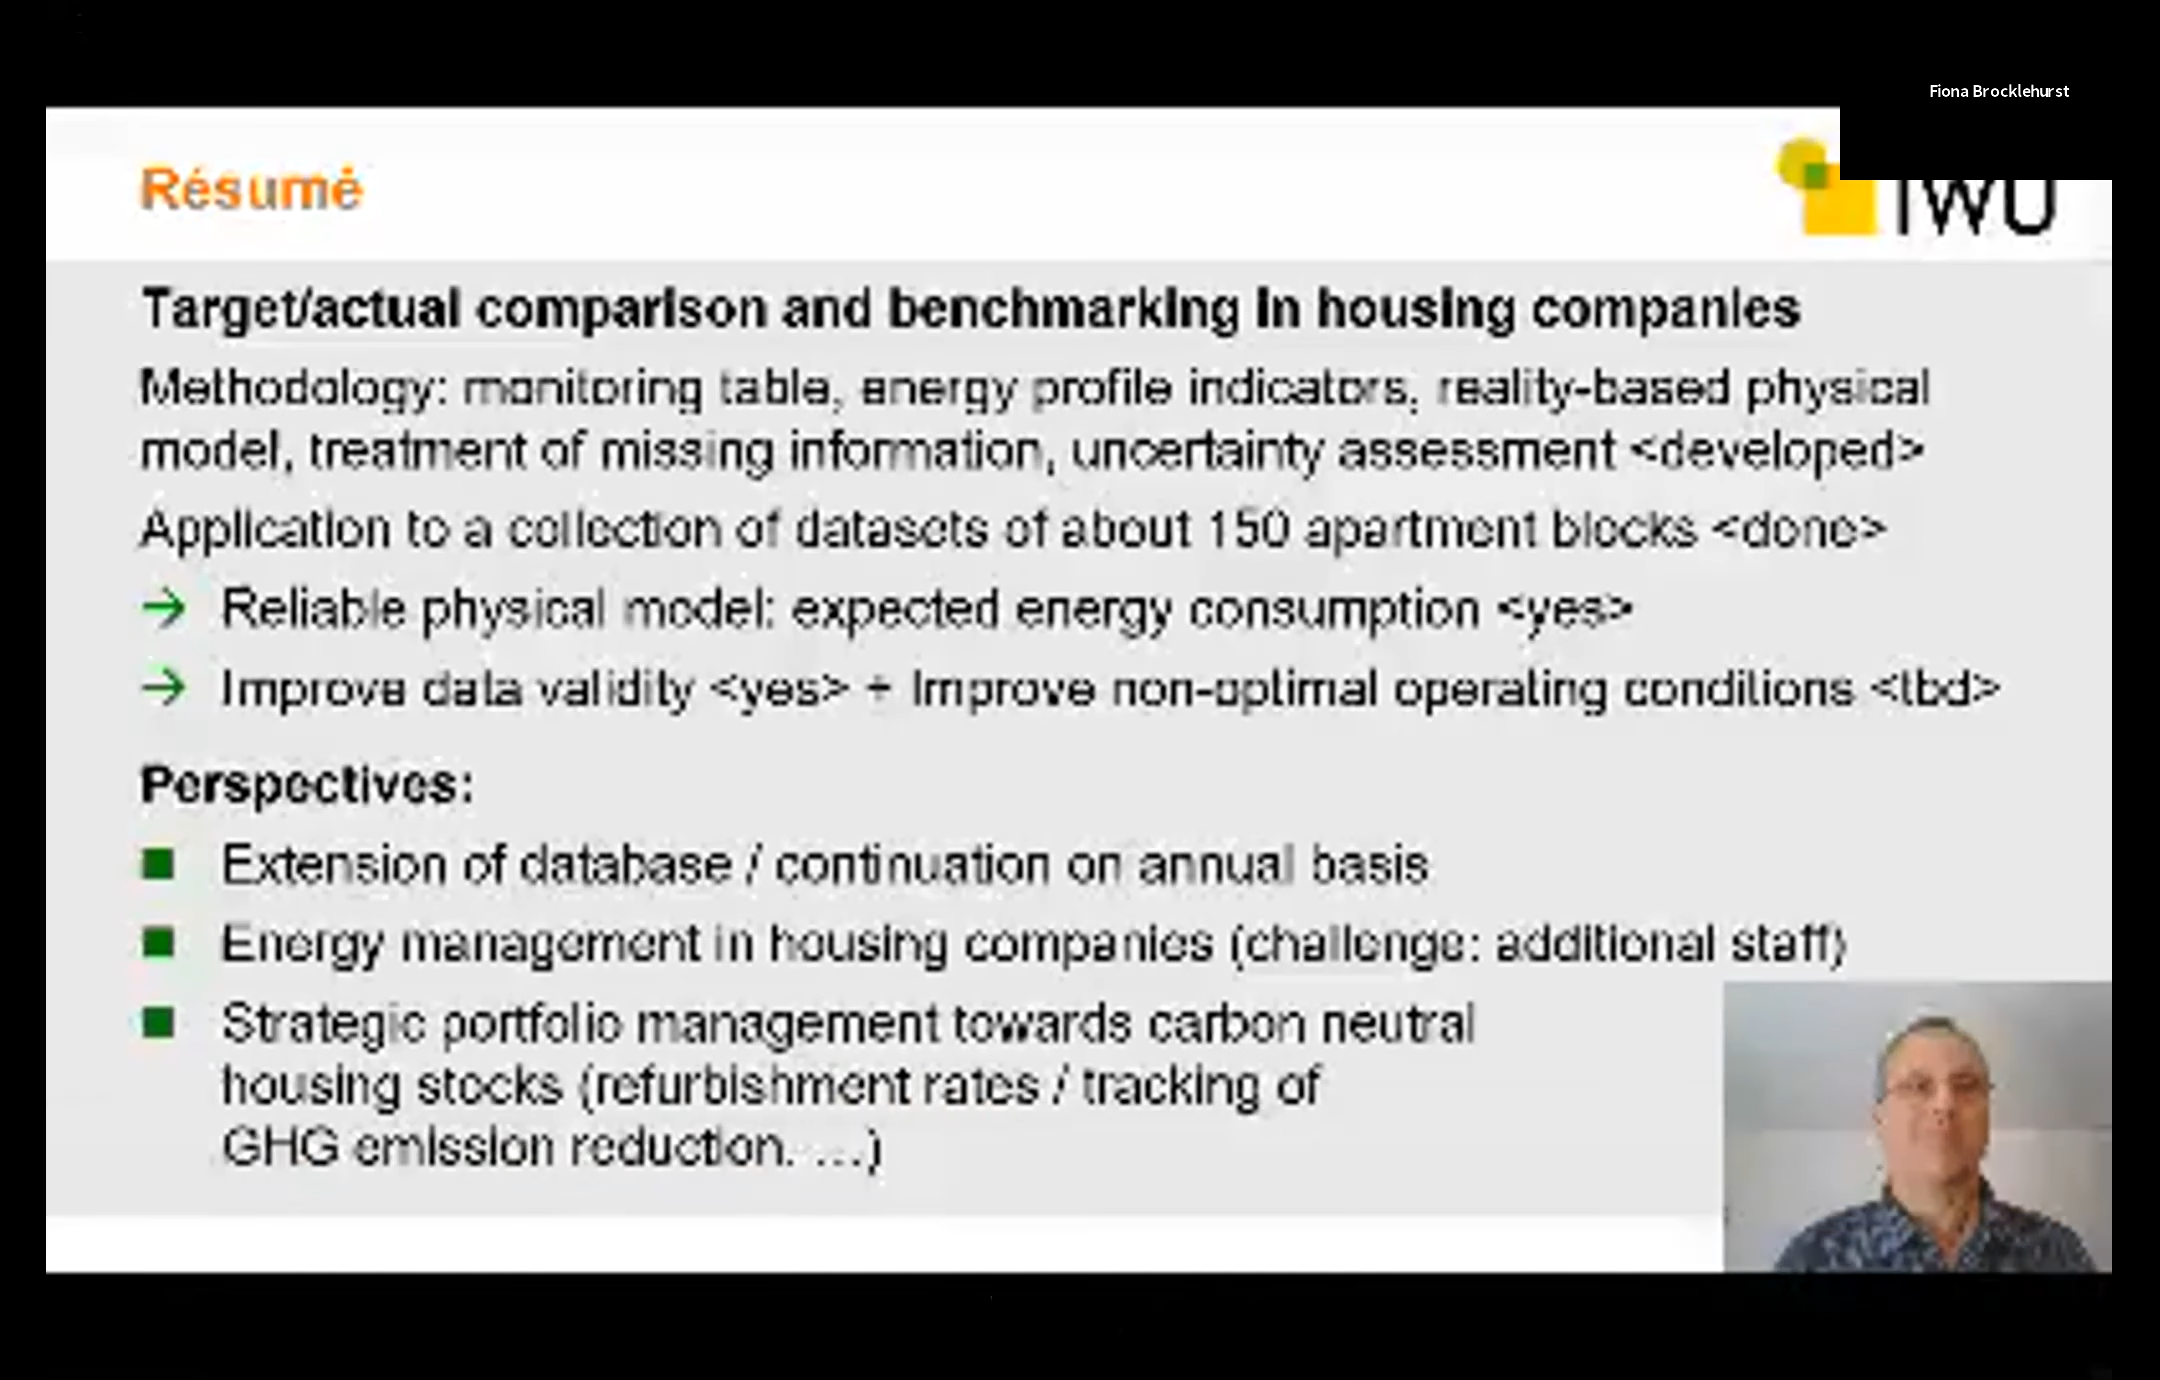 Fiona Brocklehurst
Résumé
IWU
Target/actual comparison and benchmarking in housing companies
Methodology: monitoring table, energy profile indicators, reality-based physical
model, treatment of missing information, uncertainty assessment <developed>
Application to a collection of datasets of about 150 apartment blocks <done>
→ Reliable physical model: expected energy consumption <yes>
→ Improve data validity <yes> + Improve non-optimal operating conditions <tbd>
Perspectives:
■ Extension of database / continuation on annual basis
■ Energy management in housing companies (challenge: additional staff)
■ Strategic portfolio management towards carbon neutral
housing stocks (refurbishment rates / tracking of
GHG emission reduction. ...)